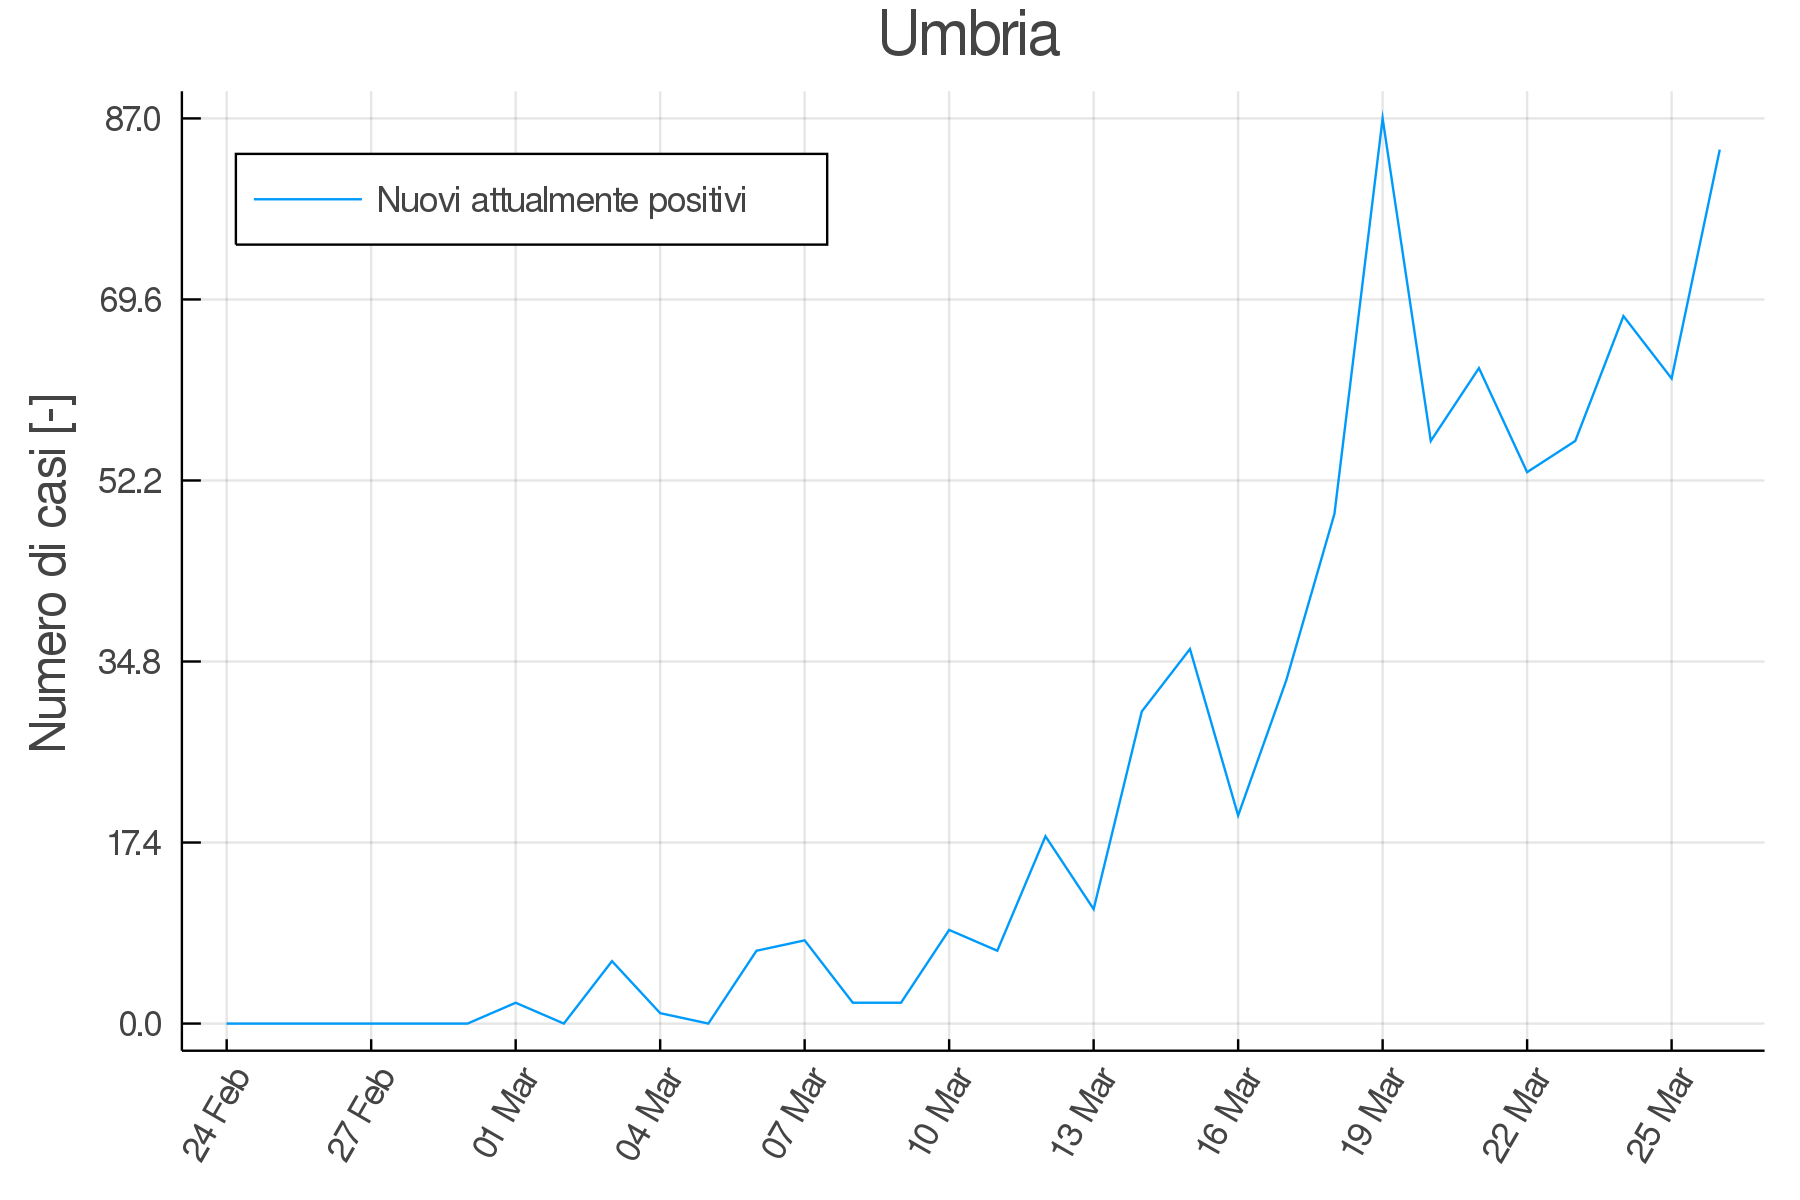 Umbria
Numero di casi [-]
87.0
69.6
52.2
34.8
17.4
0.0
Nuovi attualmente positivi
24 Feb
27 Feb
01 Mar
04 Mar
07 Mar
10 Mar
13 Mar
16 Mar
19 Mar
22 Mar
25 Mar